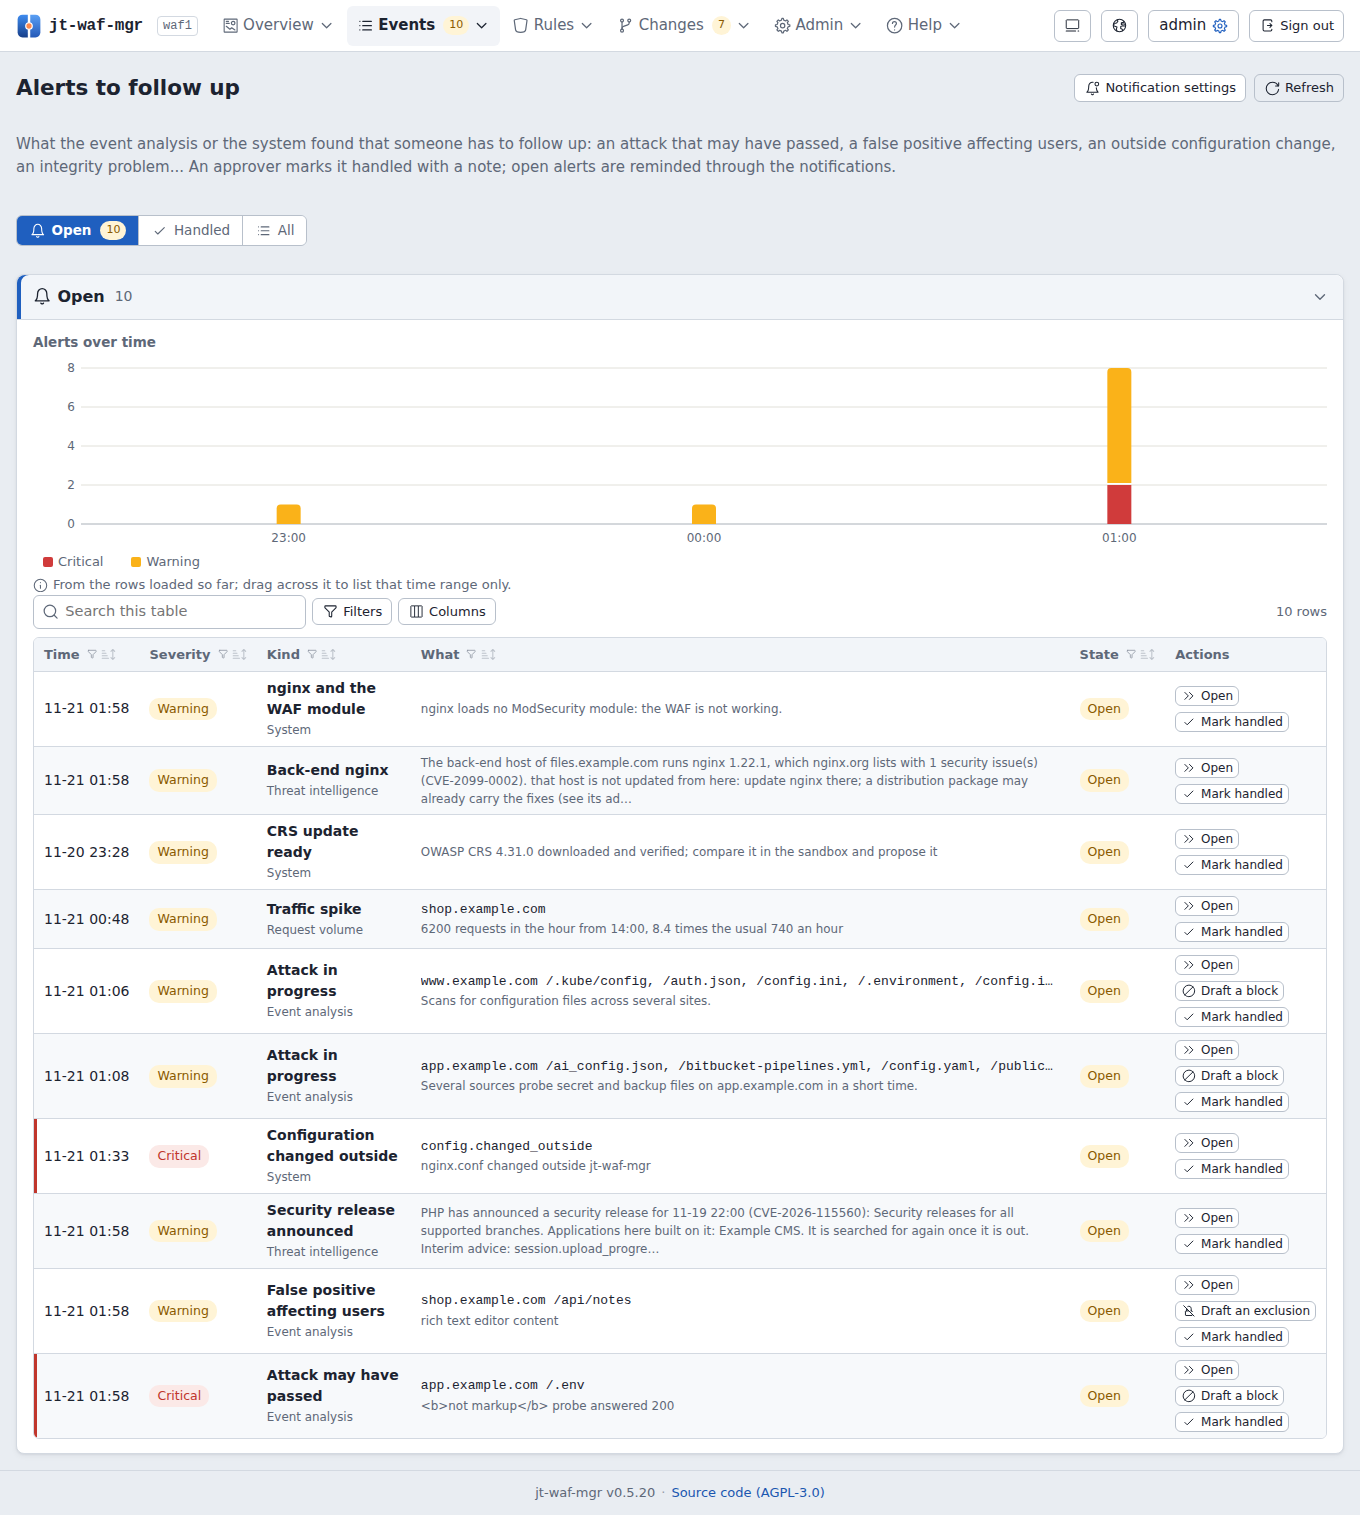 jt-waf-mgr waf1 Overview Events 10 Rules Changes 7 Admin Help admin Sign out
Alerts to follow up
Notification settings Refresh
What the event analysis or the system found that someone has to follow up: an attack that may have passed, a false positive affecting users, an outside configuration change,
an integrity problem… An approver marks it handled with a note; open alerts are reminded through the notifications.
Open 10 Handled All
Open 10
Alerts over time
8
6
4
2
0
23:00 00:00 01:00
Critical Warning
From the rows loaded so far; drag across it to list that time range only.
Search this table Filters Columns 10 rows
Time Severity Kind What State Actions
11-21 01:58 Warning
nginx and the
WAF module
System
nginx loads no ModSecurity module: the WAF is not working.
Open
Open
Mark handled
11-21 01:58 Warning
Back-end nginx
Threat intelligence
The back-end host of files.example.com runs nginx 1.22.1, which nginx.org lists with 1 security issue(s)
(CVE-2099-0002). that host is not updated from here: update nginx there; a distribution package may
already carry the fixes (see its ad…
Open
Open
Mark handled
11-20 23:28 Warning
CRS update
ready
System
OWASP CRS 4.31.0 downloaded and verified; compare it in the sandbox and propose it
Open
Open
Mark handled
11-21 00:48 Warning
Traffic spike
Request volume
shop.example.com
6200 requests in the hour from 14:00, 8.4 times the usual 740 an hour
Open
Open
Mark handled
11-21 01:06 Warning
Attack in
progress
Event analysis
www.example.com /.kube/config, /auth.json, /config.ini, /.environment, /config.i…
Scans for configuration files across several sites.
Open
Open
Draft a block
Mark handled
11-21 01:08 Warning
Attack in
progress
Event analysis
app.example.com /ai_config.json, /bitbucket-pipelines.yml, /config.yaml, /public…
Several sources probe secret and backup files on app.example.com in a short time.
Open
Open
Draft a block
Mark handled
11-21 01:33 Critical
Configuration
changed outside
System
config.changed_outside
nginx.conf changed outside jt-waf-mgr
Open
Open
Mark handled
11-21 01:58 Warning
Security release
announced
Threat intelligence
PHP has announced a security release for 11-19 22:00 (CVE-2026-115560): Security releases for all
supported branches. Applications here built on it: Example CMS. It is searched for again once it is out.
Interim advice: session.upload_progre…
Open
Open
Mark handled
11-21 01:58 Warning
False positive
affecting users
Event analysis
shop.example.com /api/notes
rich text editor content
Open
Open
Draft an exclusion
Mark handled
11-21 01:58 Critical
Attack may have
passed
Event analysis
app.example.com /.env
<b>not markup</b> probe answered 200
Open
Open
Draft a block
Mark handled
jt-waf-mgr v0.5.20 · Source code (AGPL-3.0)